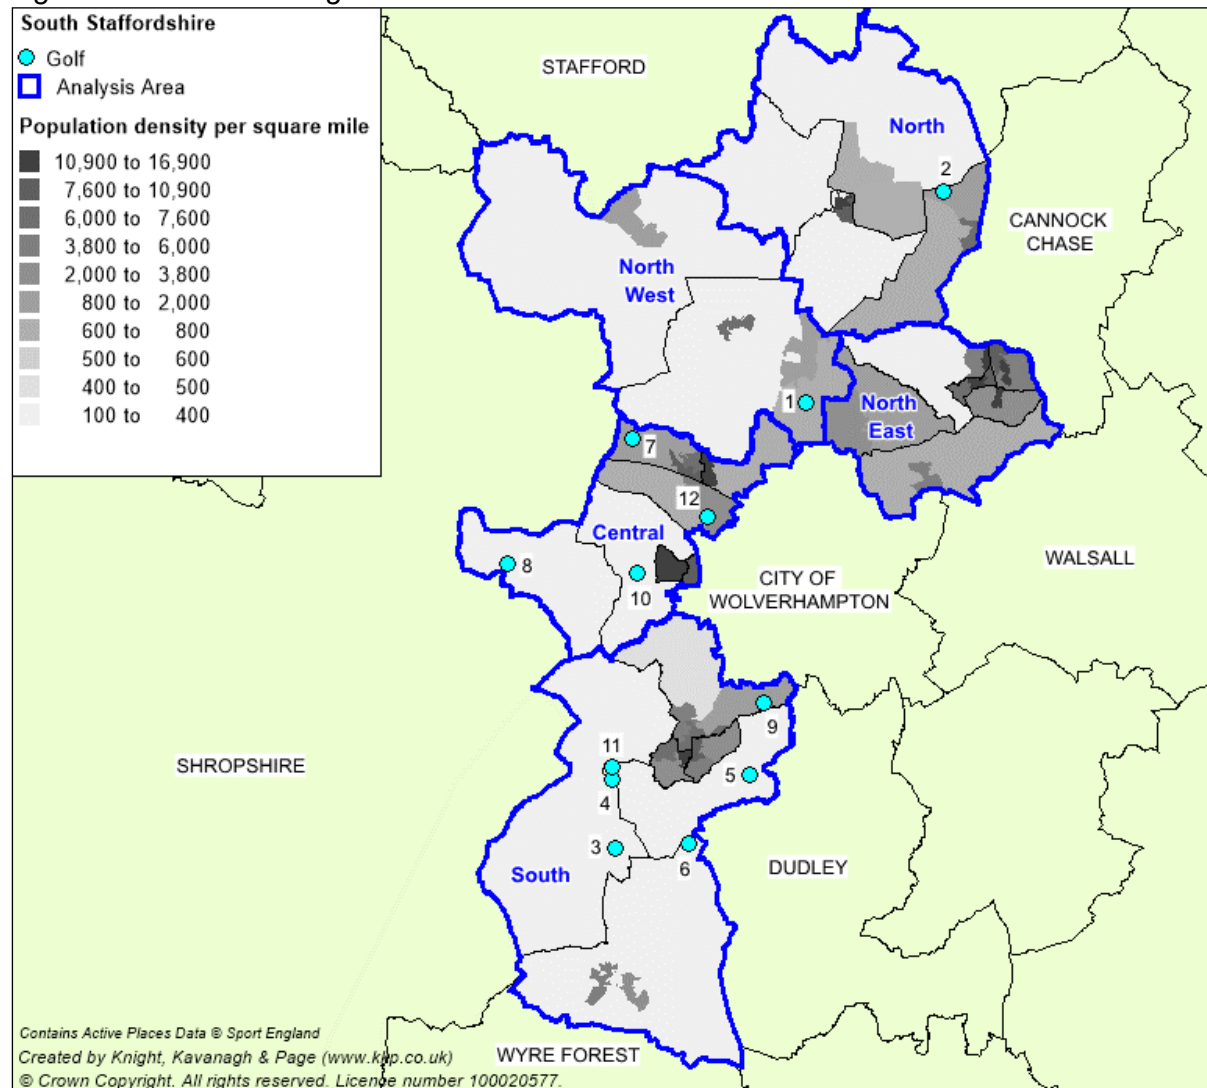 South Staffordshire
Golf
Analysis Area
Population density per square mile
10,900 to 16,900
7,600 to 10,900
6,000 to 7,600
3,800 to 6,000
2,000 to 3,800
800 to 2,000
600 to 800
500 to 600
400 to 500
100 to 400
STAFFORD
North
2
CANNOCK
CHASE
North
West
1
North
East
7
12
Central
8
10
CITY OF
WOLVERHAMPTON
WALSALL
9
11
SHROPSHIRE
5
4
3
6
DUDLEY
South
WYRE FOREST
Contains Active Places Data © Sport England
Created by Knight, Kavanagh & Page (www.kkp.co.uk)
© Crown Copyright. All rights reserved. Licence number 100020577.